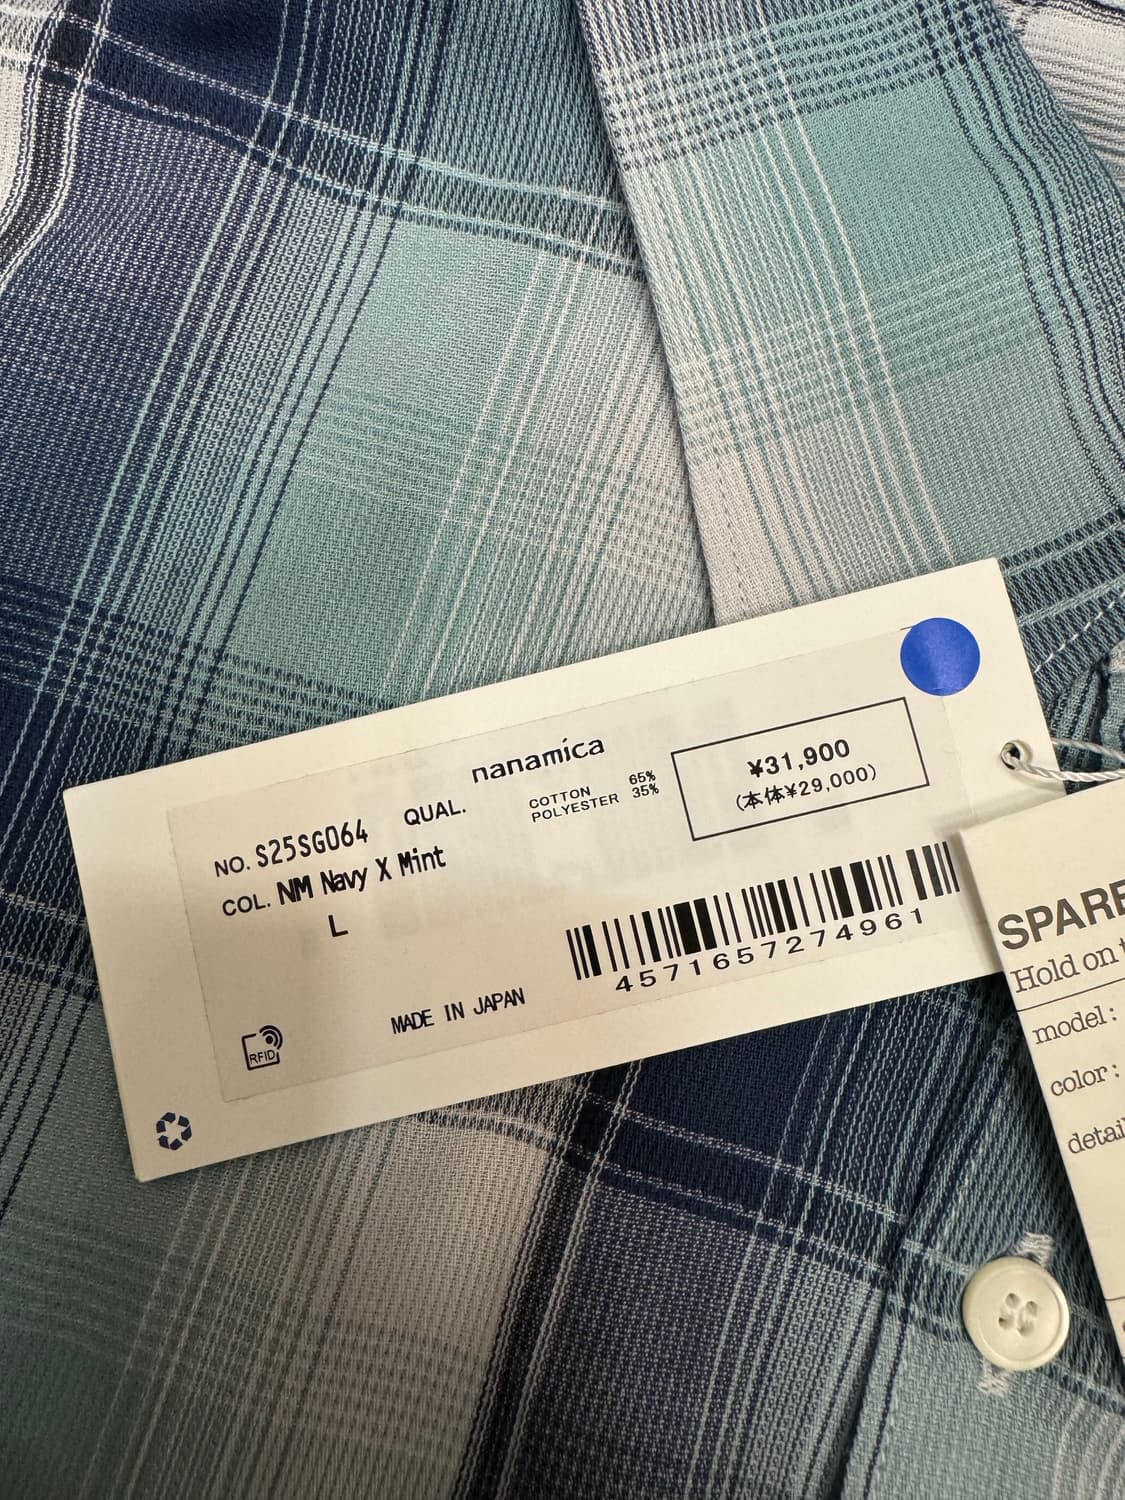 nanamica
NO. S25SG064
QUAL. COTTON 65%
POLYESTER 35%
¥31,900
(本体¥29,000)
COL. NM Navy X Mint
L
4571657274961
MADE IN JAPAN
RFID
SPARE
Hold on
model:
color:
detail